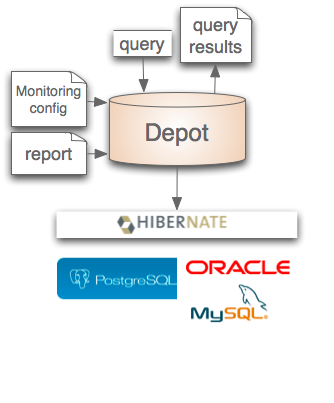 query
query
results
Monitoring
config
report
Depot
HIBERNATE
PostgreSQL
ORACLE
MySQL®